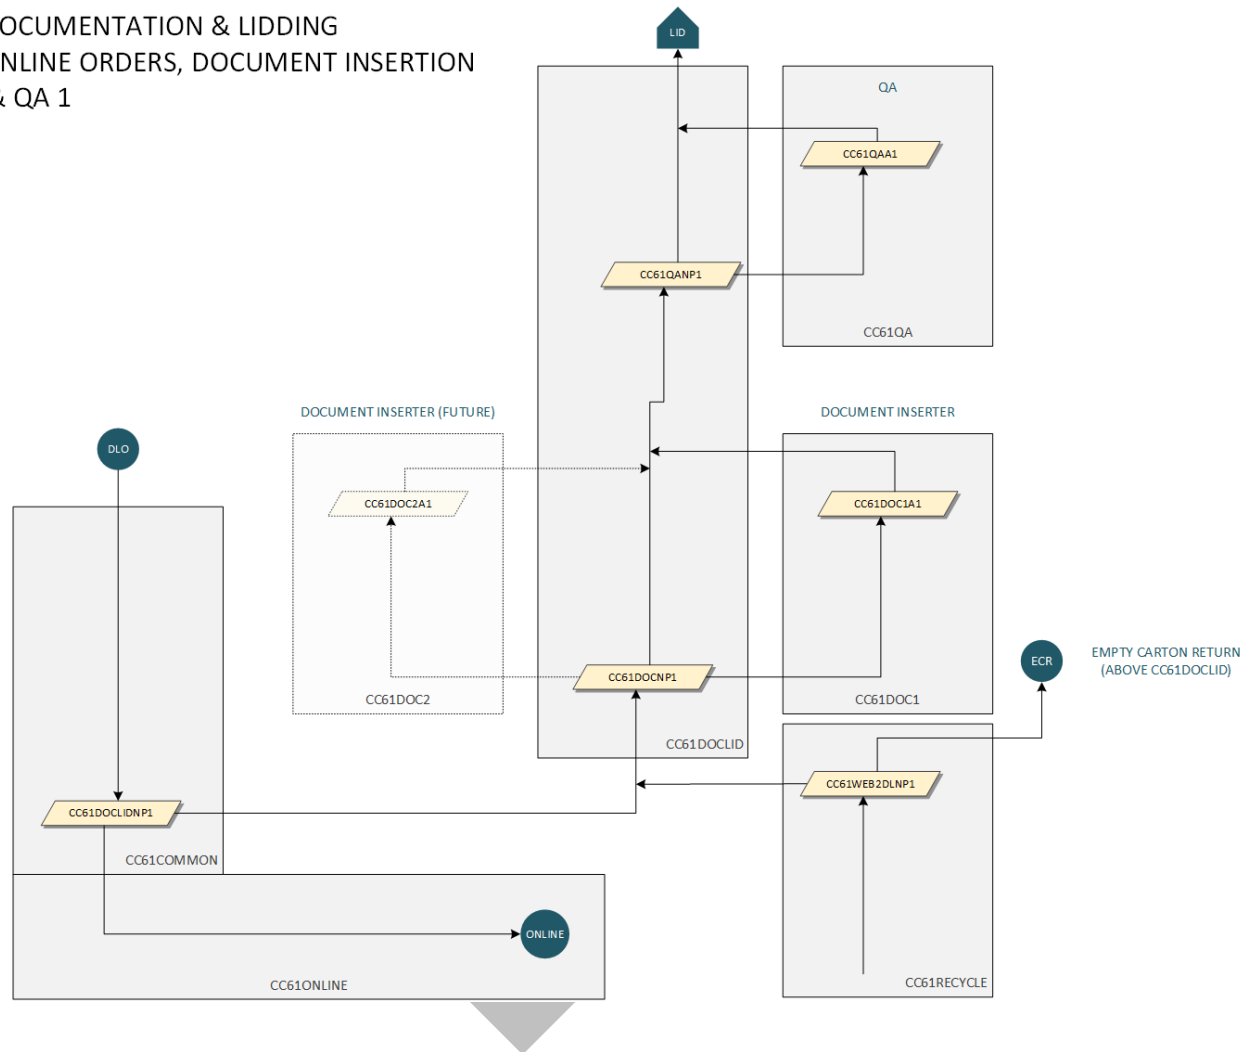 OCUMENTATION & LIDDING
NLINE ORDERS, DOCUMENT INSERTION
& QA 1
LID
QA
CC61QAA1
CC61QANP1
CC61QA
DOCUMENT INSERTER (FUTURE)
DOCUMENT INSERTER
DLO
CC61DOC2A1
CC61DOC1A1
ECR
EMPTY CARTON RETURN
(ABOVE CC61DOCLID)
CC61DOCNP1
CC61DOC2
CC61DOC1
CC61DOCLID
CC61WEB2DLNP1
CC61DOCLIDNP1
CC61COMMON
ONLINE
CC61ONLINE
CC61RECYCLE